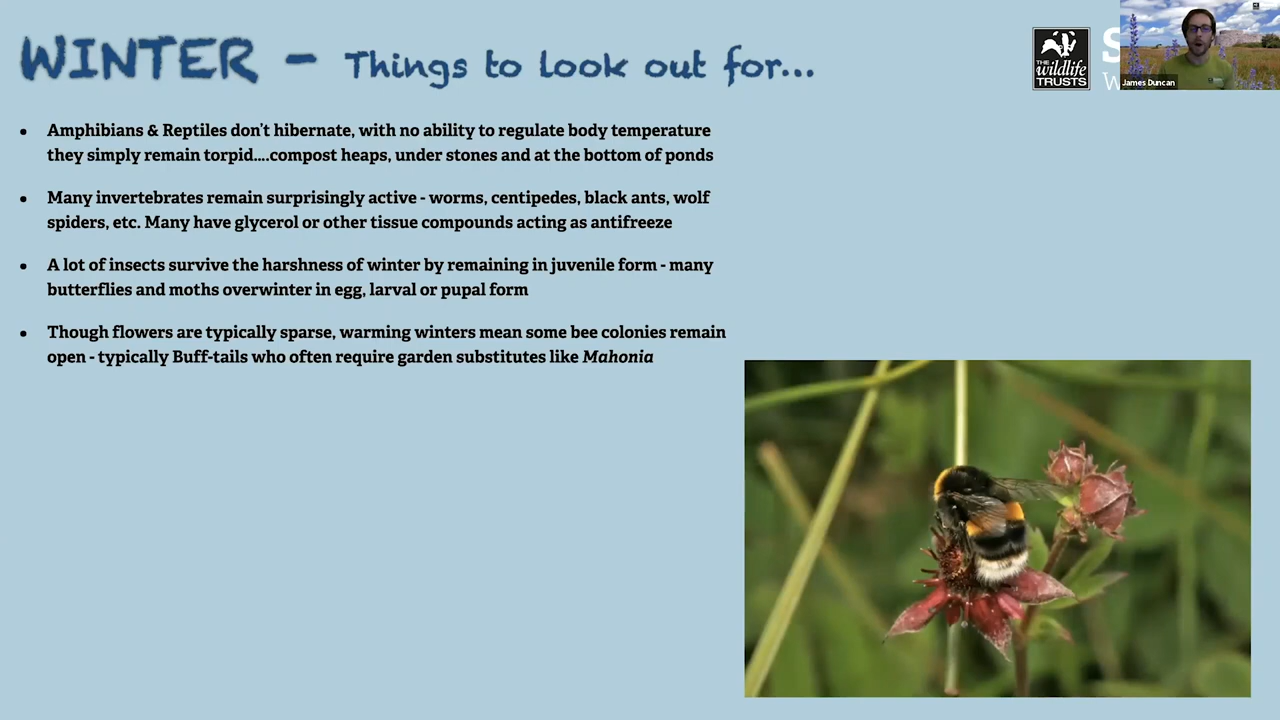 WINTER - Things to look out for...
THE
wildlife
TRUSTS
S
W
James Duncan
• Amphibians & Reptiles don't hibernate, with no ability to regulate body temperature
they simply remain torpid....compost heaps, under stones and at the bottom of ponds
• Many invertebrates remain surprisingly active - worms, centipedes, black ants, wolf
spiders, etc. Many have glycerol or other tissue compounds acting as antifreeze
• A lot of insects survive the harshness of winter by remaining in juvenile form - many
butterflies and moths overwinter in egg, larval or pupal form
• Though flowers are typically sparse, warming winters mean some bee colonies remain
open - typically Buff-tails who often require garden substitutes like Mahonia